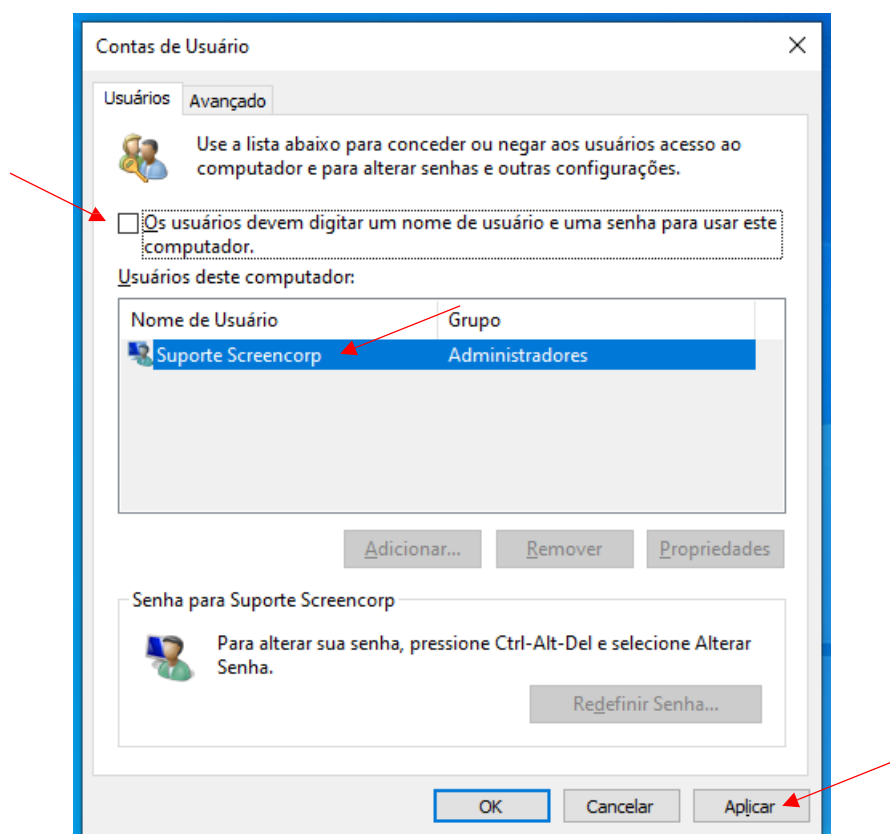 Contas de Usuário
Usuários
Avançado
Use a lista abaixo para conceder ou negar aos usuários acesso ao
computador e para alterar senhas e outras configurações.
Os usuários devem digitar um nome de usuário e uma senha para usar este
computador.
Usuários deste computador:
Nome de Usuário Grupo
Suporte Screencorp Administradores
Adicionar... Remover Propriedades
Senha para Suporte Screencorp
Para alterar sua senha, pressione Ctrl-Alt-Del e selecione Alterar
Senha.
Redefinir Senha...
OK Cancelar Aplicar